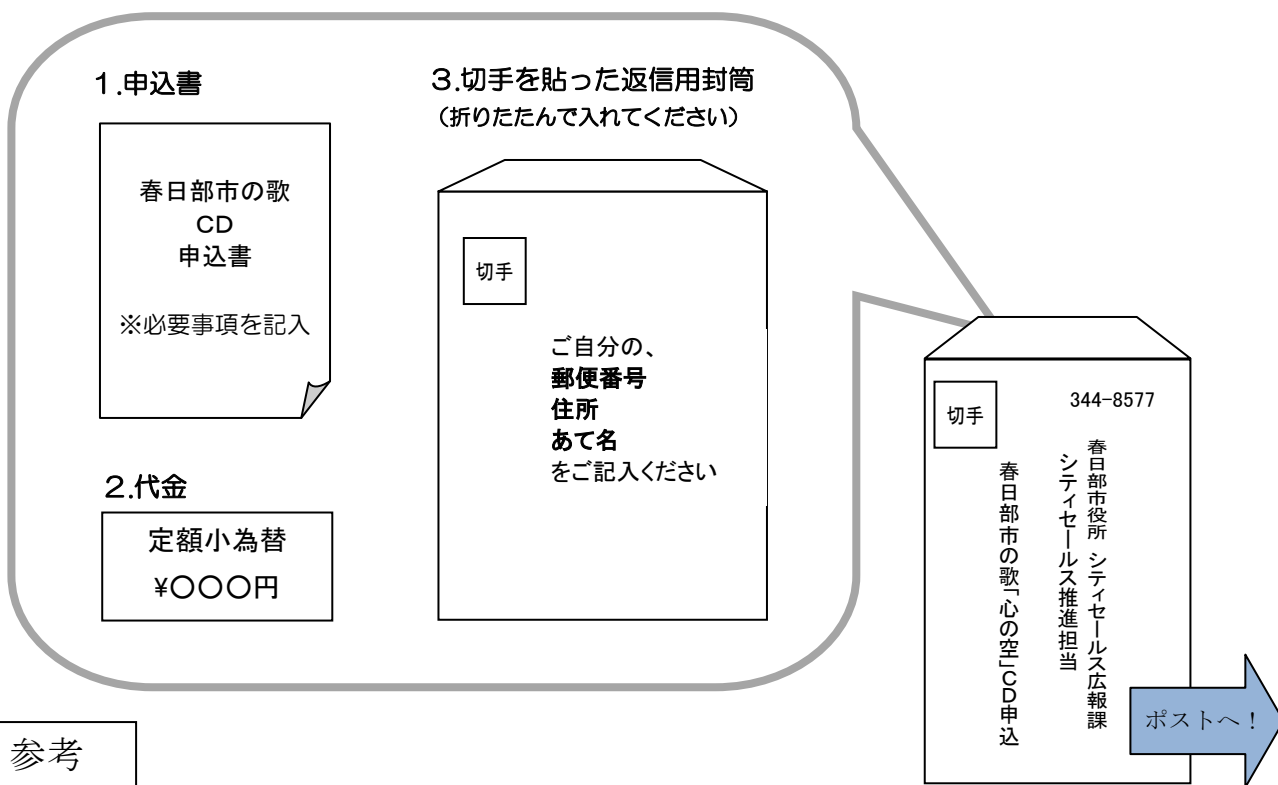 １.申込書
春日部市の歌
CD
申込書
※必要事項を記入
２.代金
定額小為替
¥〇〇〇円
３.切手を貼った返信用封筒
（折りたたんで入れてください）
切手
ご自分の、
郵便番号
住所
あて名
をご記入ください
切手
344-8577
春日部市役所 シティセールス広報課
シティセールス推進担当
春日部市の歌「心の空」CD申込
ポストへ！
参考